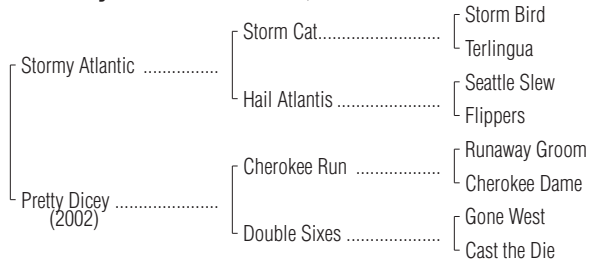 Storm Bird
Storm Cat........................
Terlingua
Stormy Atlantic ...............
Seattle Slew
Hail Atlantis .....................
Flippers
Runaway Groom
Cherokee Run .................
Cherokee Dame
Pretty Dicey .....................
(2002)
Gone West
Double Sixes ...................
Cast the Die